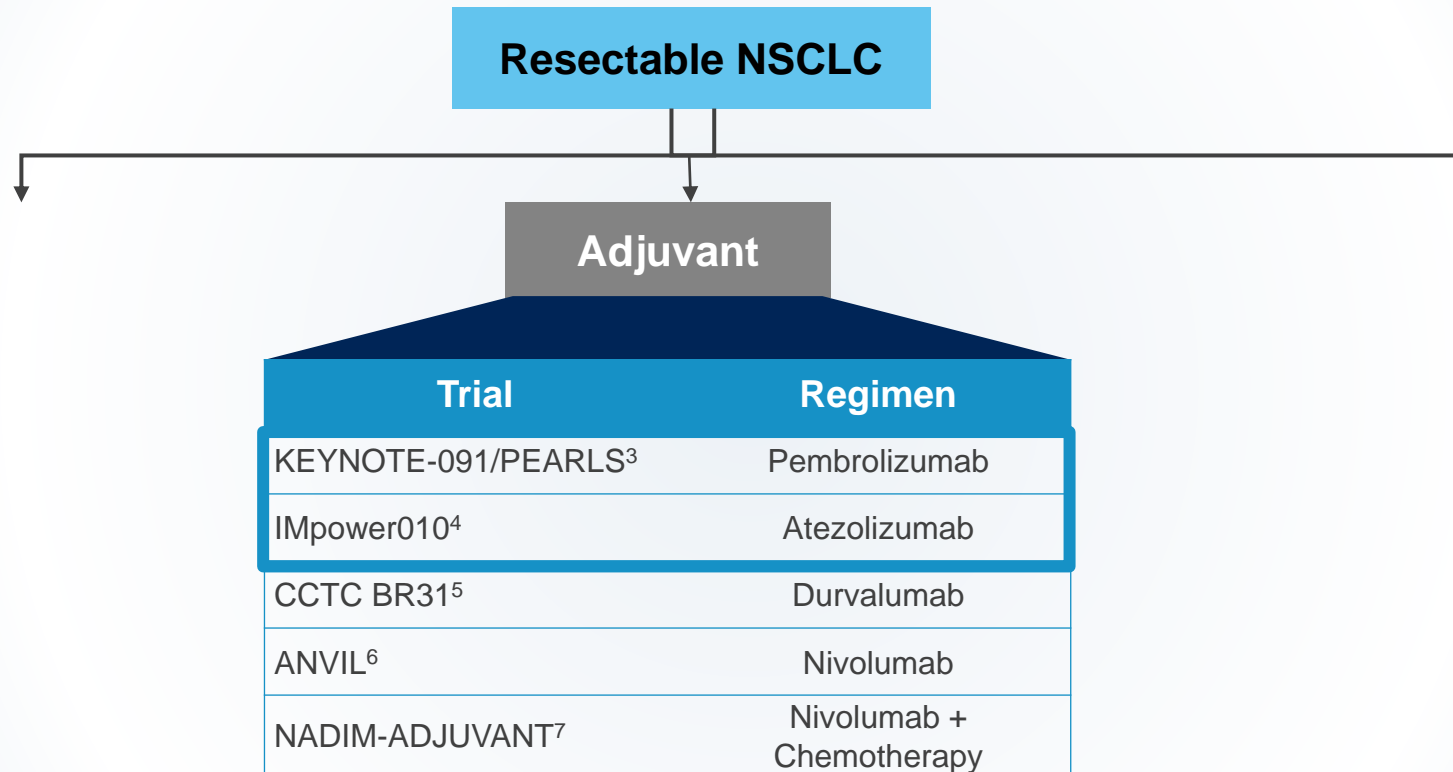 Resectable NSCLC
Adjuvant
Trial Regimen
KEYNOTE-091/PEARLS³ Pembrolizumab
IMpower010⁴ Atezolizumab
CCTC BR31⁵ Durvalumab
ANVIL⁶ Nivolumab
NADIM-ADJUVANT⁷ Nivolumab +
Chemotherapy